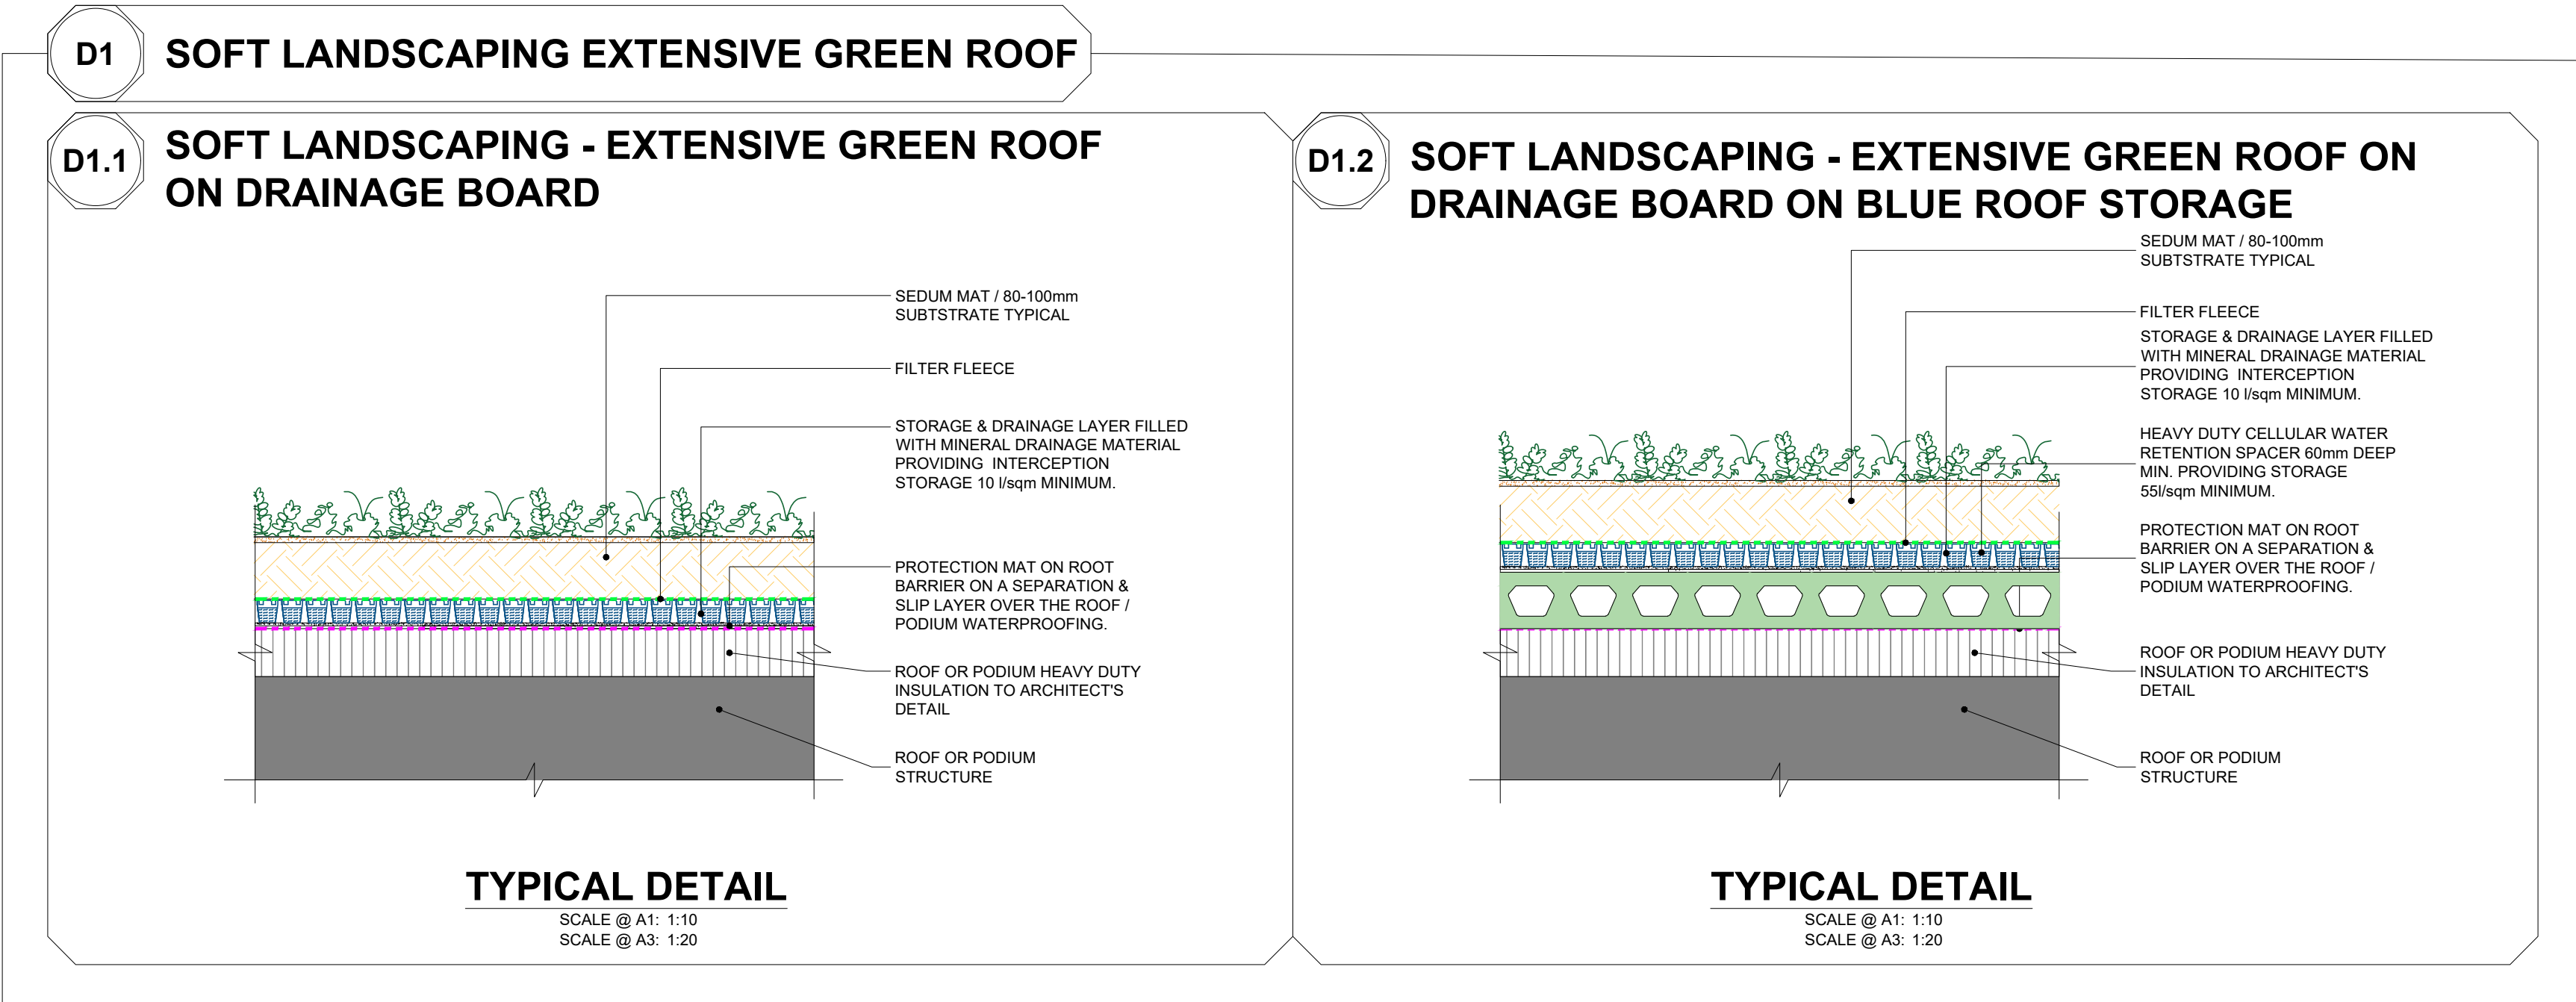 D1
SOFT LANDSCAPING EXTENSIVE GREEN ROOF
D1.1
SOFT LANDSCAPING - EXTENSIVE GREEN ROOF
ON DRAINAGE BOARD
SEDUM MAT / 80-100mm
SUBTSTRATE TYPICAL
FILTER FLEECE
STORAGE & DRAINAGE LAYER FILLED
WITH MINERAL DRAINAGE MATERIAL
PROVIDING INTERCEPTION
STORAGE 10 l/sqm MINIMUM.
PROTECTION MAT ON ROOT
BARRIER ON A SEPARATION &
SLIP LAYER OVER THE ROOF /
PODIUM WATERPROOFING.
ROOF OR PODIUM HEAVY DUTY
INSULATION TO ARCHITECT'S
DETAIL
ROOF OR PODIUM
STRUCTURE
TYPICAL DETAIL
SCALE @ A1: 1:10
SCALE @ A3: 1:20
D1.2
SOFT LANDSCAPING - EXTENSIVE GREEN ROOF ON
DRAINAGE BOARD ON BLUE ROOF STORAGE
SEDUM MAT / 80-100mm
SUBTSTRATE TYPICAL
FILTER FLEECE
STORAGE & DRAINAGE LAYER FILLED
WITH MINERAL DRAINAGE MATERIAL
PROVIDING INTERCEPTION
STORAGE 10 l/sqm MINIMUM.
HEAVY DUTY CELLULAR WATER
RETENTION SPACER 60mm DEEP
MIN. PROVIDING STORAGE
55l/sqm MINIMUM.
PROTECTION MAT ON ROOT
BARRIER ON A SEPARATION &
SLIP LAYER OVER THE ROOF /
PODIUM WATERPROOFING.
ROOF OR PODIUM HEAVY DUTY
INSULATION TO ARCHITECT'S
DETAIL
ROOF OR PODIUM
STRUCTURE
TYPICAL DETAIL
SCALE @ A1: 1:10
SCALE @ A3: 1:20